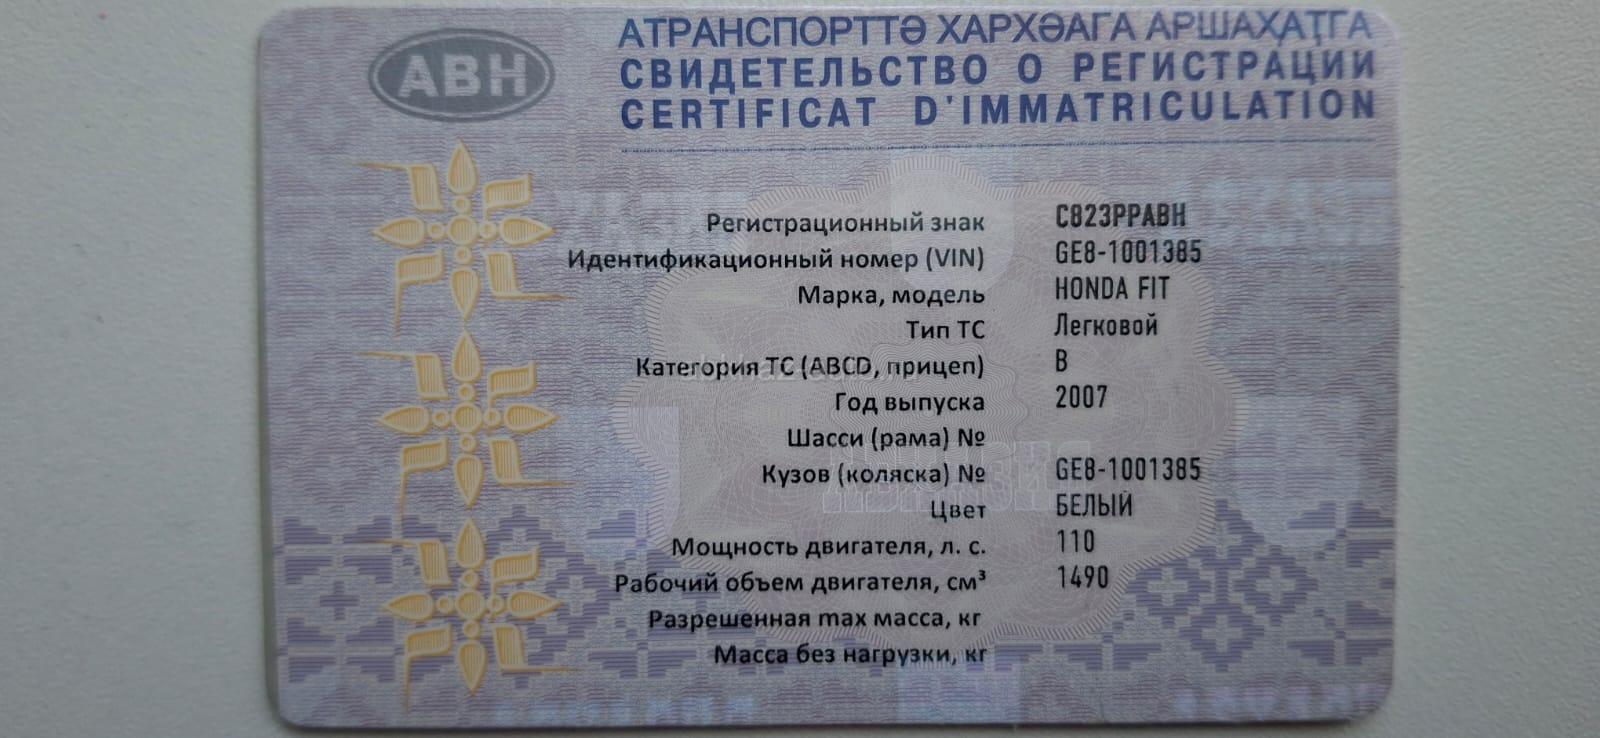 АВН
АТРАНСПОРТТӘ ХАРХӘАГА АРШАҲАҬГА
СВИДЕТЕЛЬСТВО О РЕГИСТРАЦИИ
CERTIFICAT D'IMMATRICULATION
Регистрационный знак С823РРАВН
Идентификационный номер (VIN) GE8-1001385
Марка, модель HONDA FIT
Тип ТС Легковой
Категория ТС (ABCD, прицеп) B
Год выпуска 2007
Шасси (рама) №
Кузов (коляска) № GE8-1001385
Цвет БЕЛЫЙ
Мощность двигателя, л. с. 110
Рабочий объем двигателя, см³ 1490
Разрешенная max масса, кг
Масса без нагрузки, кг